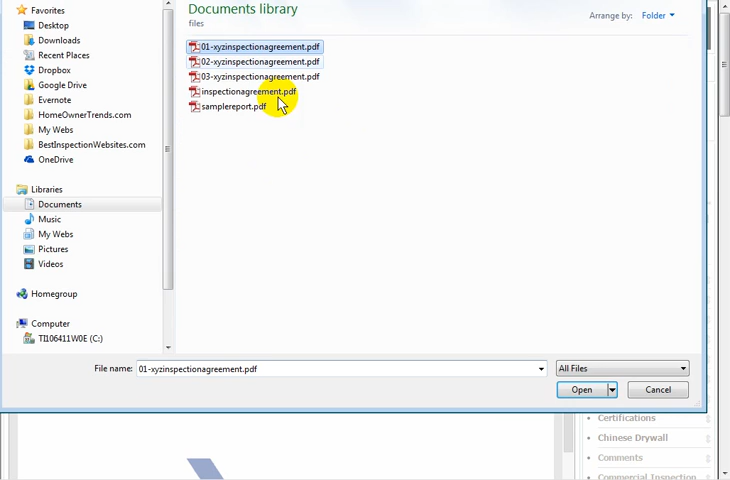 Documents library
files
Arrange by: Folder
01-xyzinspectionagreement.pdf
02-xyzinspectionagreement.pdf
03-xyzinspectionagreement.pdf
inspectionagreement.pdf
samplereport.pdf
Favorites
Desktop
Downloads
Recent Places
Dropbox
Google Drive
Evernote
HomeOwnerTrends.com
My Webs
BestInspectionWebsites.com
OneDrive
Libraries
Documents
Music
My Webs
Pictures
Videos
Homegroup
Computer
TI106411W0E (C:)
File name: 01-xyzinspectionagreement.pdf
All Files
Open Cancel
Certifications
Chinese Drywall
Comments
Commercial Inspection